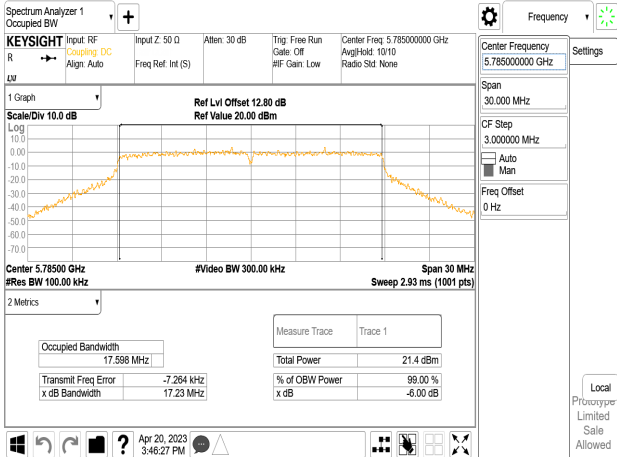 Spectrum Analyzer 1
Occupied BW
Frequency
KEYSIGHT
R
LXI
Input: RF
Coupling: DC
Align: Auto
Input Z: 50 Ω
Freq Ref: Int (S)
Atten: 30 dB
Trig: Free Run
Gate: Off
#IF Gain: Low
Center Freq: 5.785000000 GHz
Avg|Hold: 10/10
Radio Std: None
Center Frequency
5.785000000 GHz
Settings
Span
30.000 MHz
CF Step
3.000000 MHz
Auto
Man
Freq Offset
0 Hz
1 Graph
Scale/Div 10.0 dB
Ref Lvl Offset 12.80 dB
Ref Value 20.00 dBm
Log
10.0
0.00
-10.0
-20.0
-30.0
-40.0
-50.0
-60.0
-70.0
Center 5.78500 GHz
#Res BW 100.00 kHz
#Video BW 300.00 kHz
Span 30 MHz
Sweep 2.93 ms (1001 pts)
2 Metrics
Measure Trace
Trace 1
Occupied Bandwidth
17.598 MHz
Total Power
21.4 dBm
Transmit Freq Error
-7.264 kHz
% of OBW Power
99.00 %
x dB Bandwidth
17.23 MHz
x dB
-6.00 dB
Local
Prototype
Limited
Sale
Allowed
?
Apr 20, 2023
3:46:27 PM